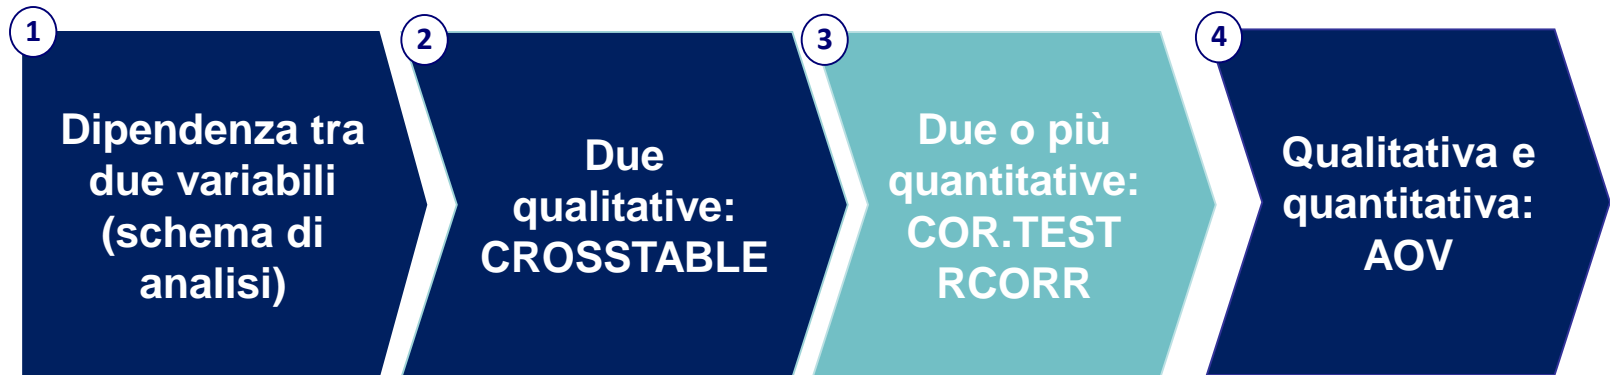 1
Dipendenza tra
due variabili
(schema di
analisi)
2
Due
qualitative:
CROSSTABLE
3
Due o più
quantitative:
COR.TEST
RCORR
4
Qualitativa e
quantitativa:
AOV